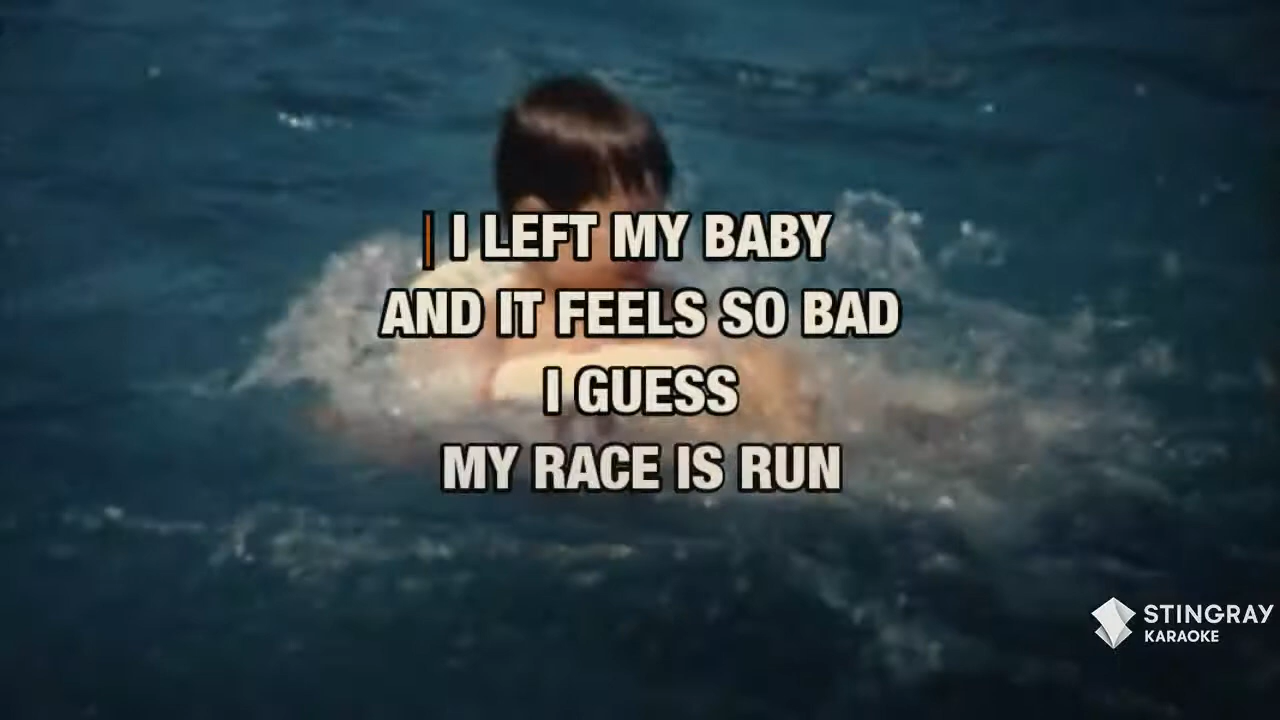 I LEFT MY BABY
AND IT FEELS SO BAD
I GUESS
MY RACE IS RUN
STINGRAY
KARAOKE